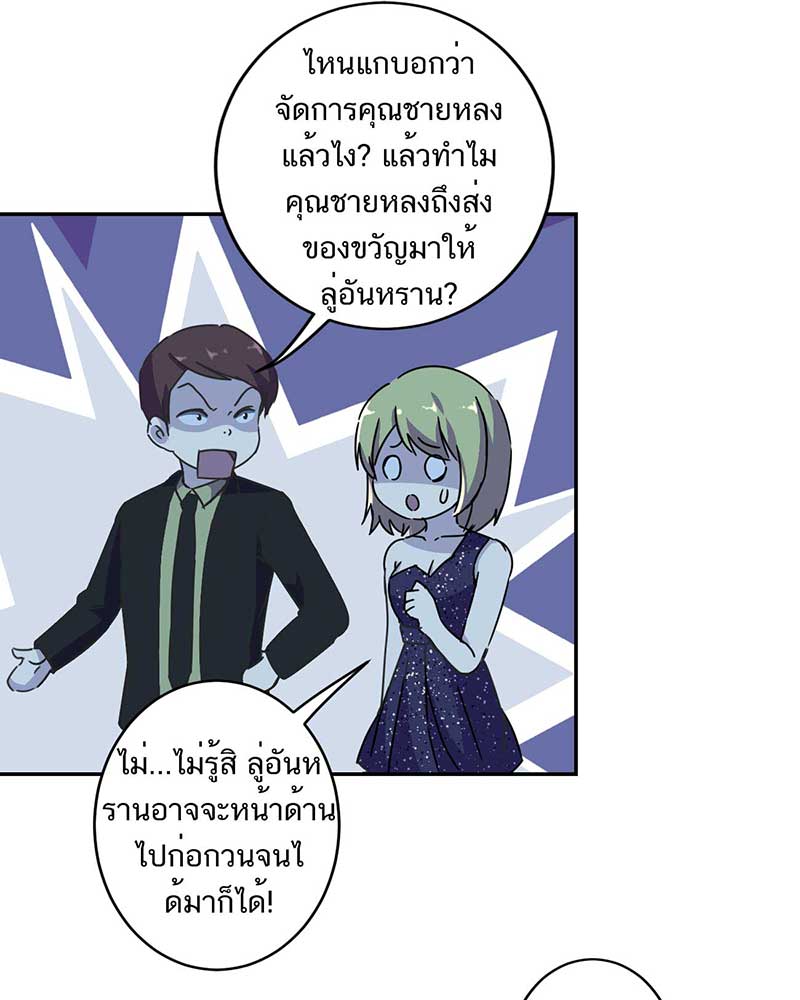 ไหนแกบอกว่า
จัดการคุณชายหลง
แล้วไง? แล้วทำไม
คุณชายหลงถึงส่ง
ของขวัญมาให้
ลู่อันหราน?
ไม่...ไม่รู้สิ ลู่อันห
รานอาจจะหน้าด้าน
ไปก่อกวนจนไ
ด้มาก็ได้!